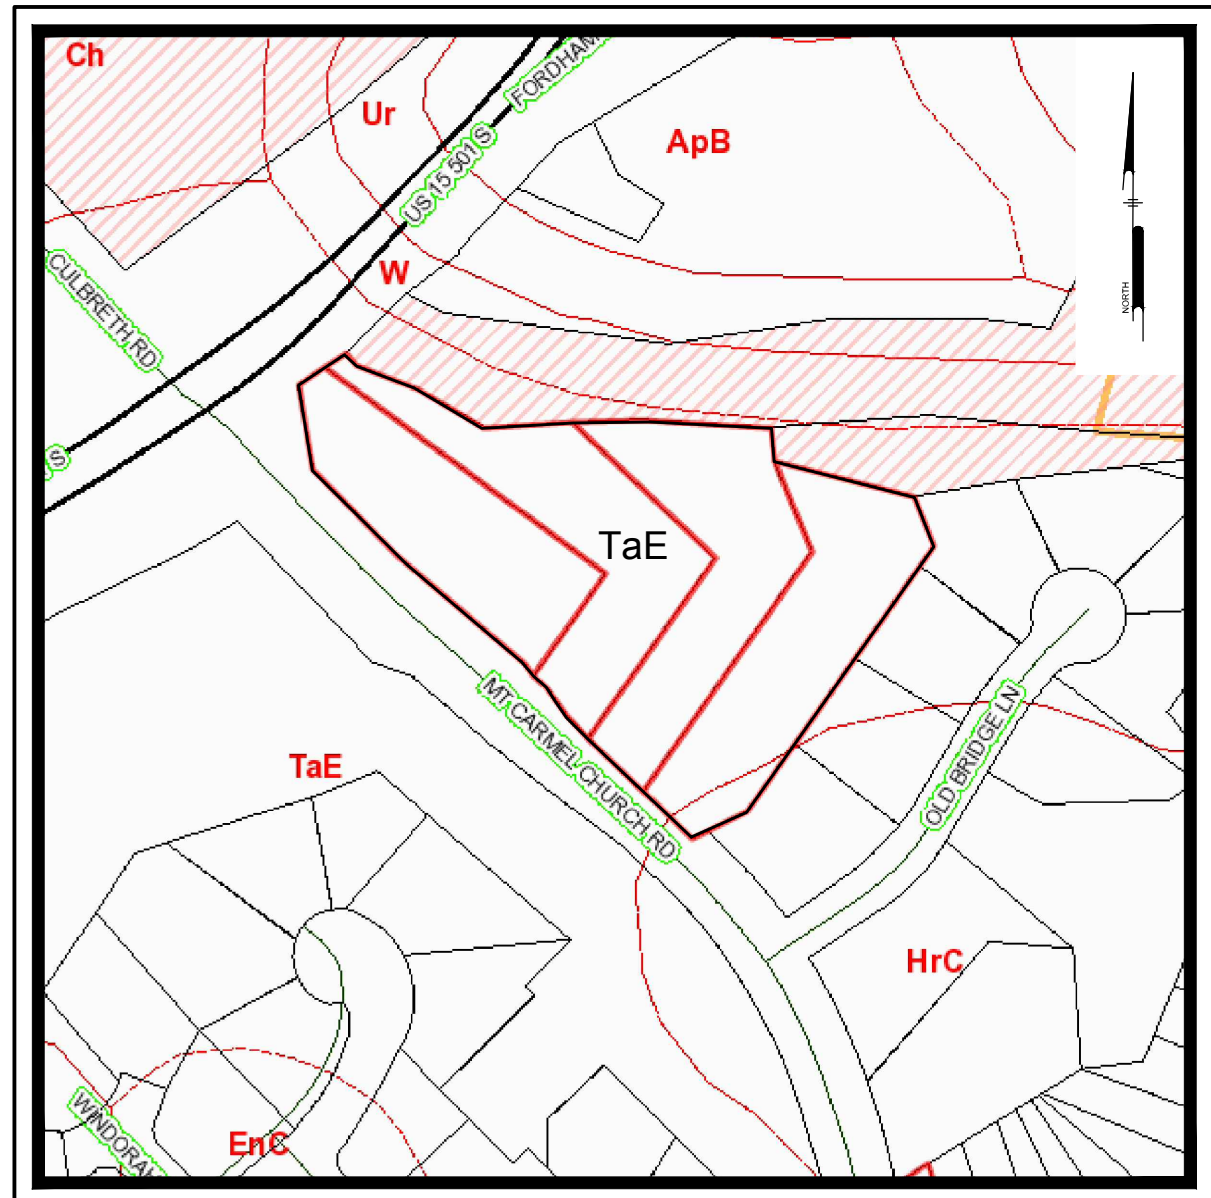 Ch
FORDHAM
Ur
ApB
US 15 501 S
W
CULBRETH RD
NORTH
S
TaE
MT CARMEL CHURCH RD
OLD BRIDGE LN
TaE
HrC
WINDORAH
EnC